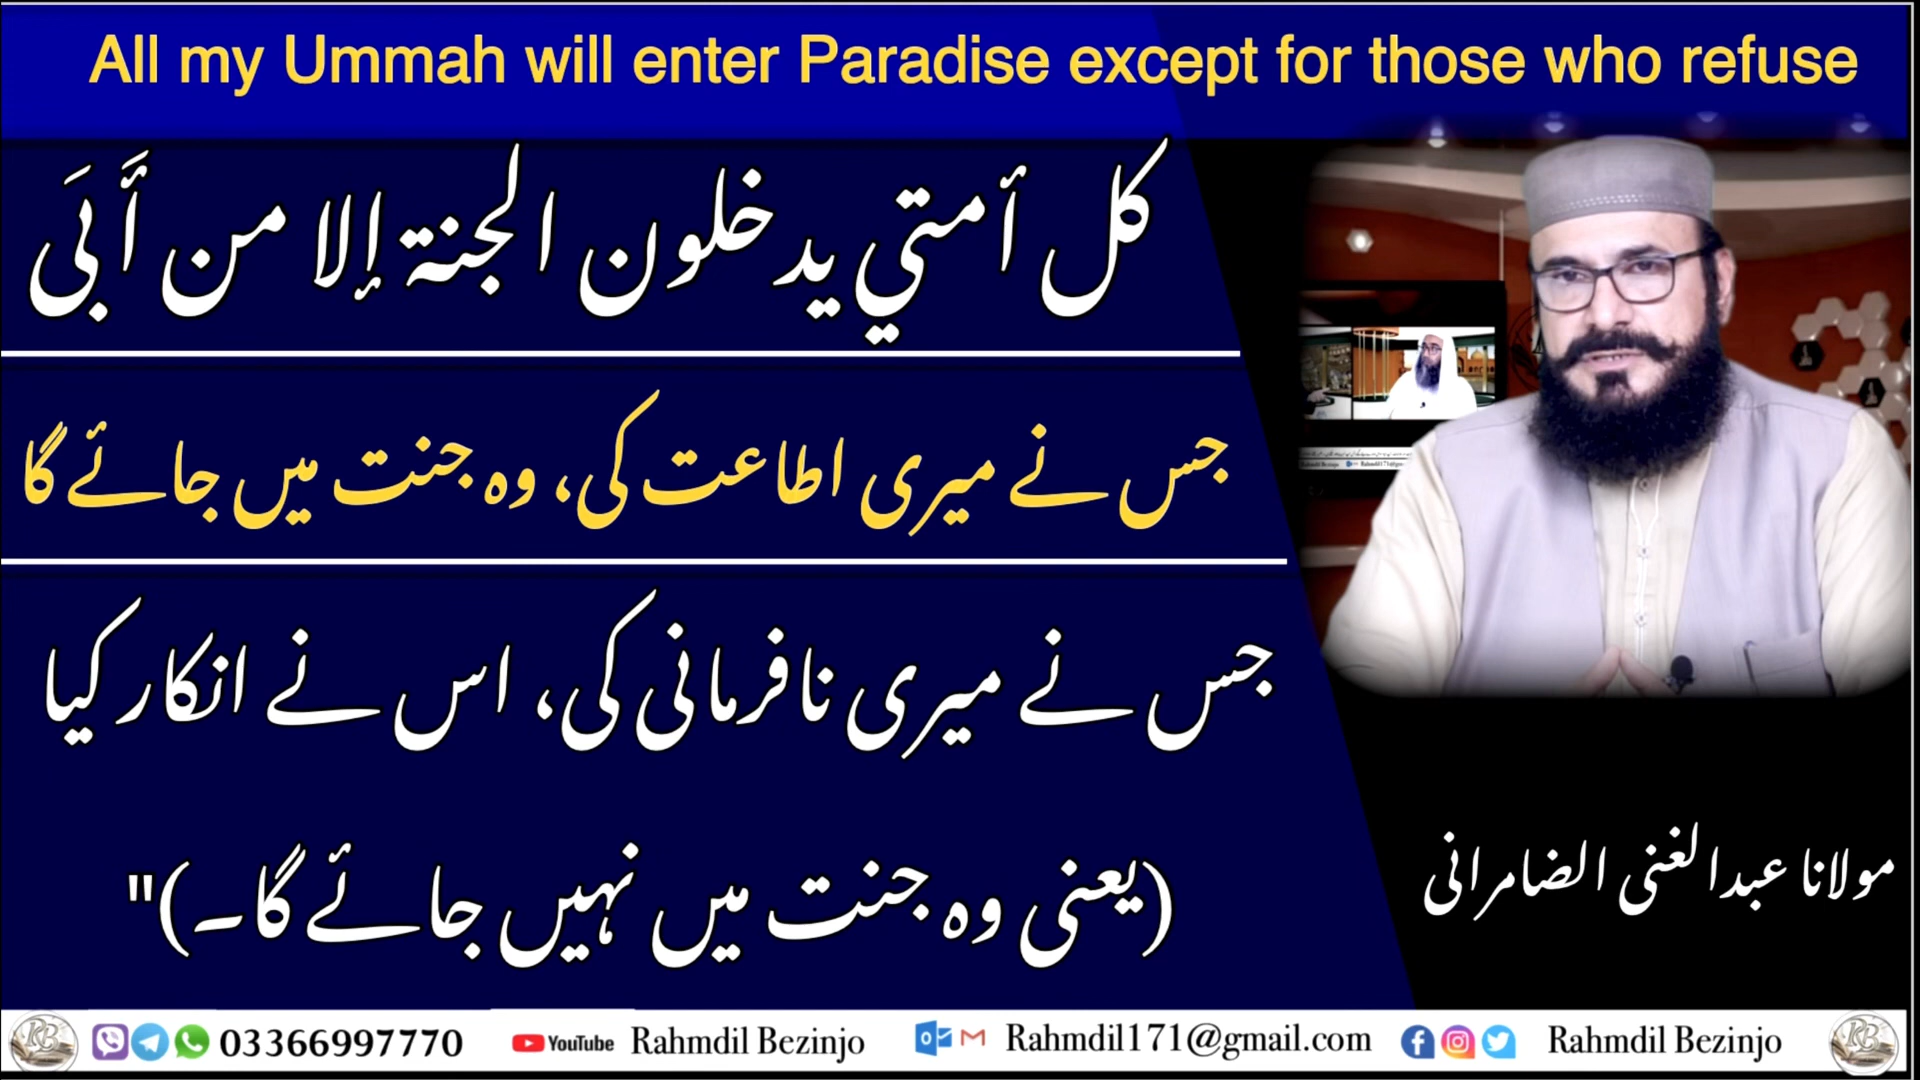 All my Ummah will enter Paradise except for those who refuse
كل أمتي يدخلون الجنة إلا من أَبَى
جس نے میری اطاعت کی، وہ جنت میں جائے گا
جس نے میری نافرمانی کی، اس نے انکار کیا
(یعنی وہ جنت میں نہیں جائے گا۔)"
مولانا عبدالغنی الضامرانی
03366997770 YouTube Rahmdil Bezinjo Rahmdil171@gmail.com Rahmdil Bezinjo